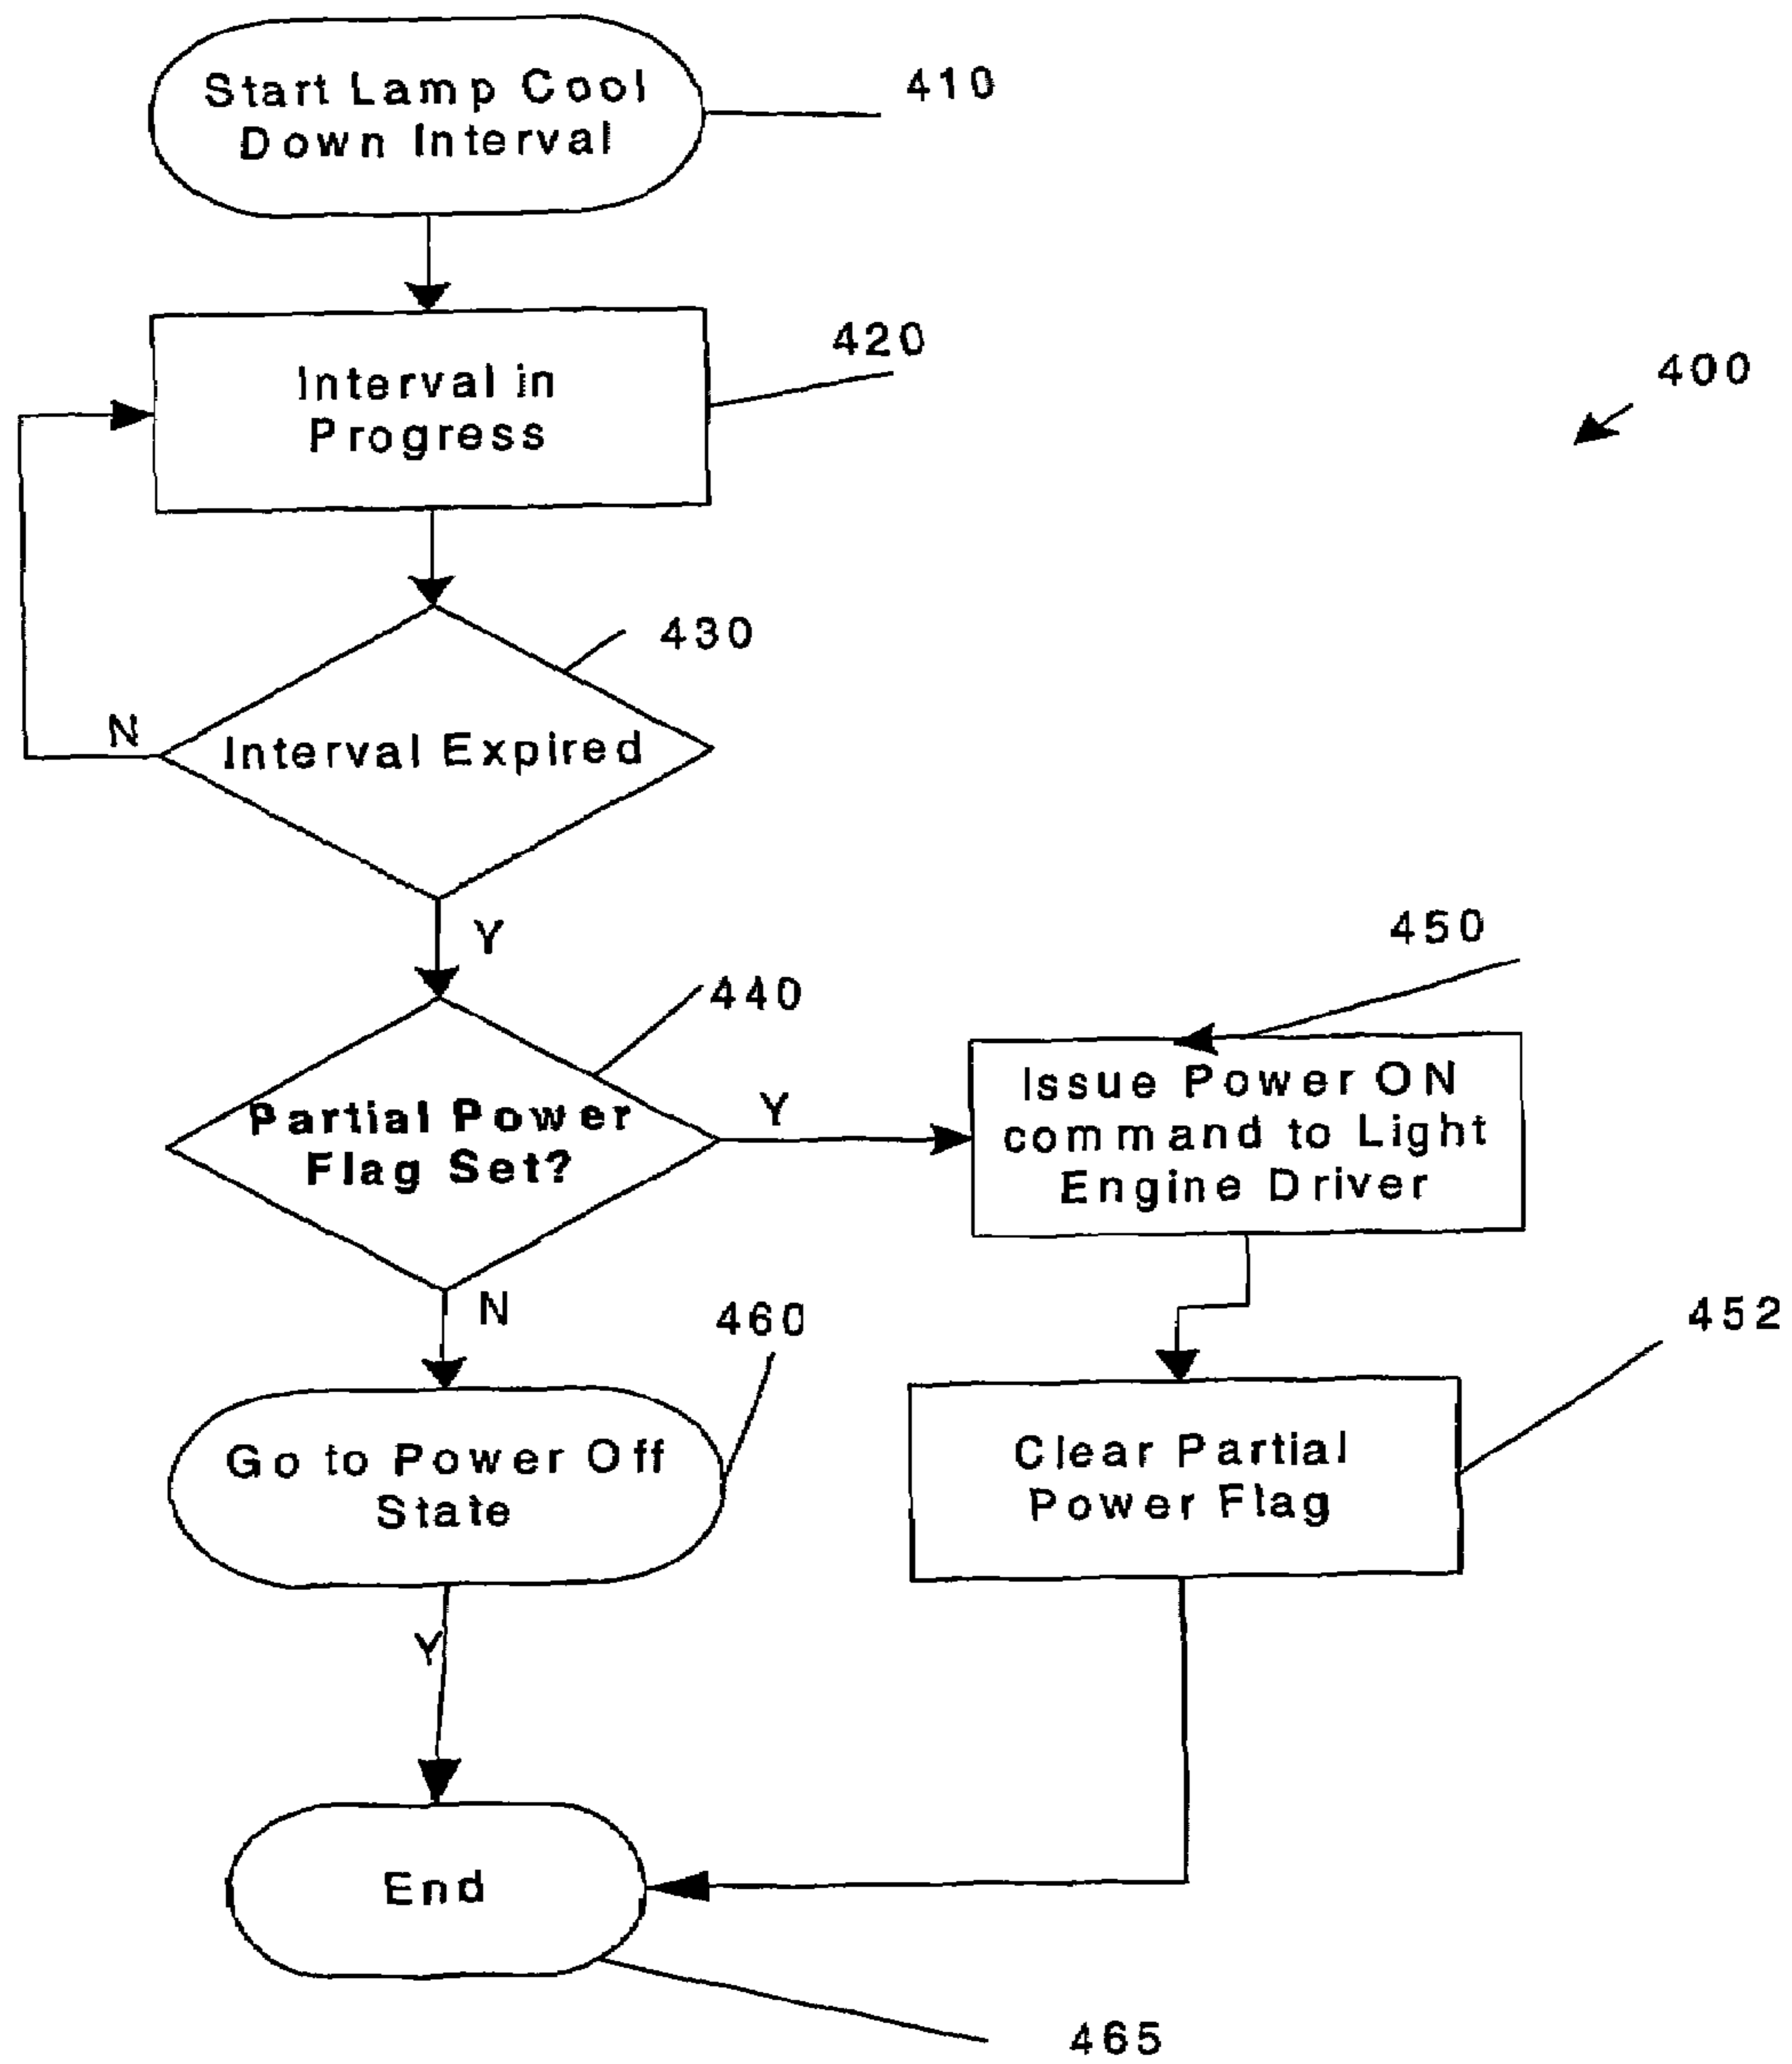 Start Lamp Cool
Down Interval
410
Interval in
Progress
420
400
Interval Expired
430
N
Y
Partial Power
Flag Set?
440
Y
N
450
Issue Power ON
command to Light
Engine Driver
460
Go to Power Off
State
452
Clear Partial
Power Flag
Y
End
465